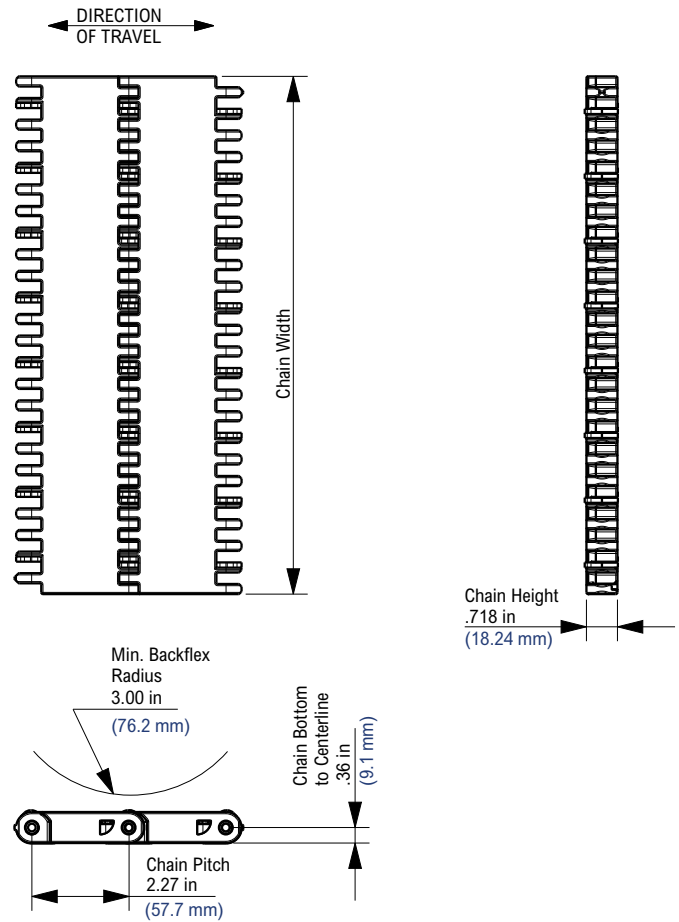 DIRECTION
OF TRAVEL
Chain Width
Chain Height
.718 in
(18.24 mm)
Min. Backflex
Radius
3.00 in
(76.2 mm)
Chain Bottom
to Centerline
.36 in
(9.1 mm)
Chain Pitch
2.27 in
(57.7 mm)